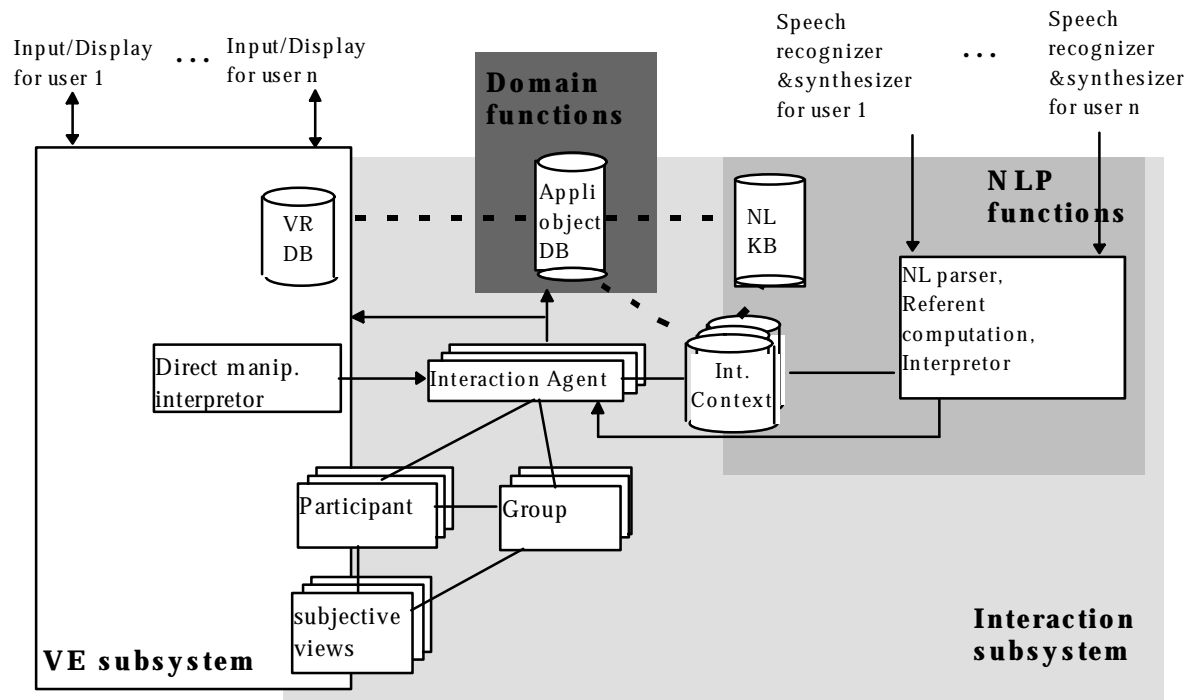 Input/Display
for user 1
...
Input/Display
for user n
Speech
recognizer
&synthesizer
for user 1
...
Speech
recognizer
&synthesizer
for user n
Domain
functions
VR
DB
Appli
object
DB
NL
KB
NLP
functions
NL parser,
Referent
computation,
Interpretor
Direct manip.
interpretor
Interaction Agent
Int.
Context
Participant
Group
subjective
views
VE subsystem
Interaction
subsystem